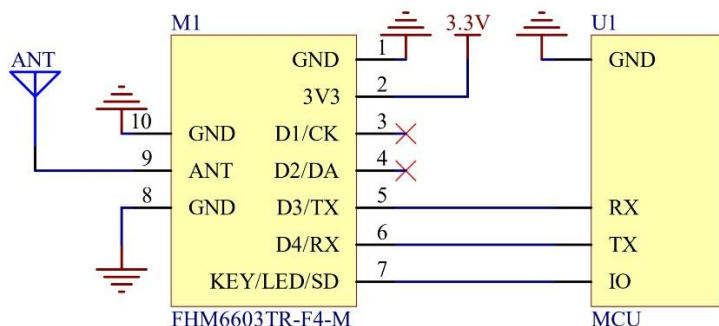 M1
U1
ANT
3.3V
GND 1
GND
3V3 2
10 GND
D1/CK 3
9 ANT
D2/DA 4
8 GND
D3/TX 5
RX
D4/RX 6
TX
KEY/LED/SD 7
IO
FHM6603TR-F4-M
MCU